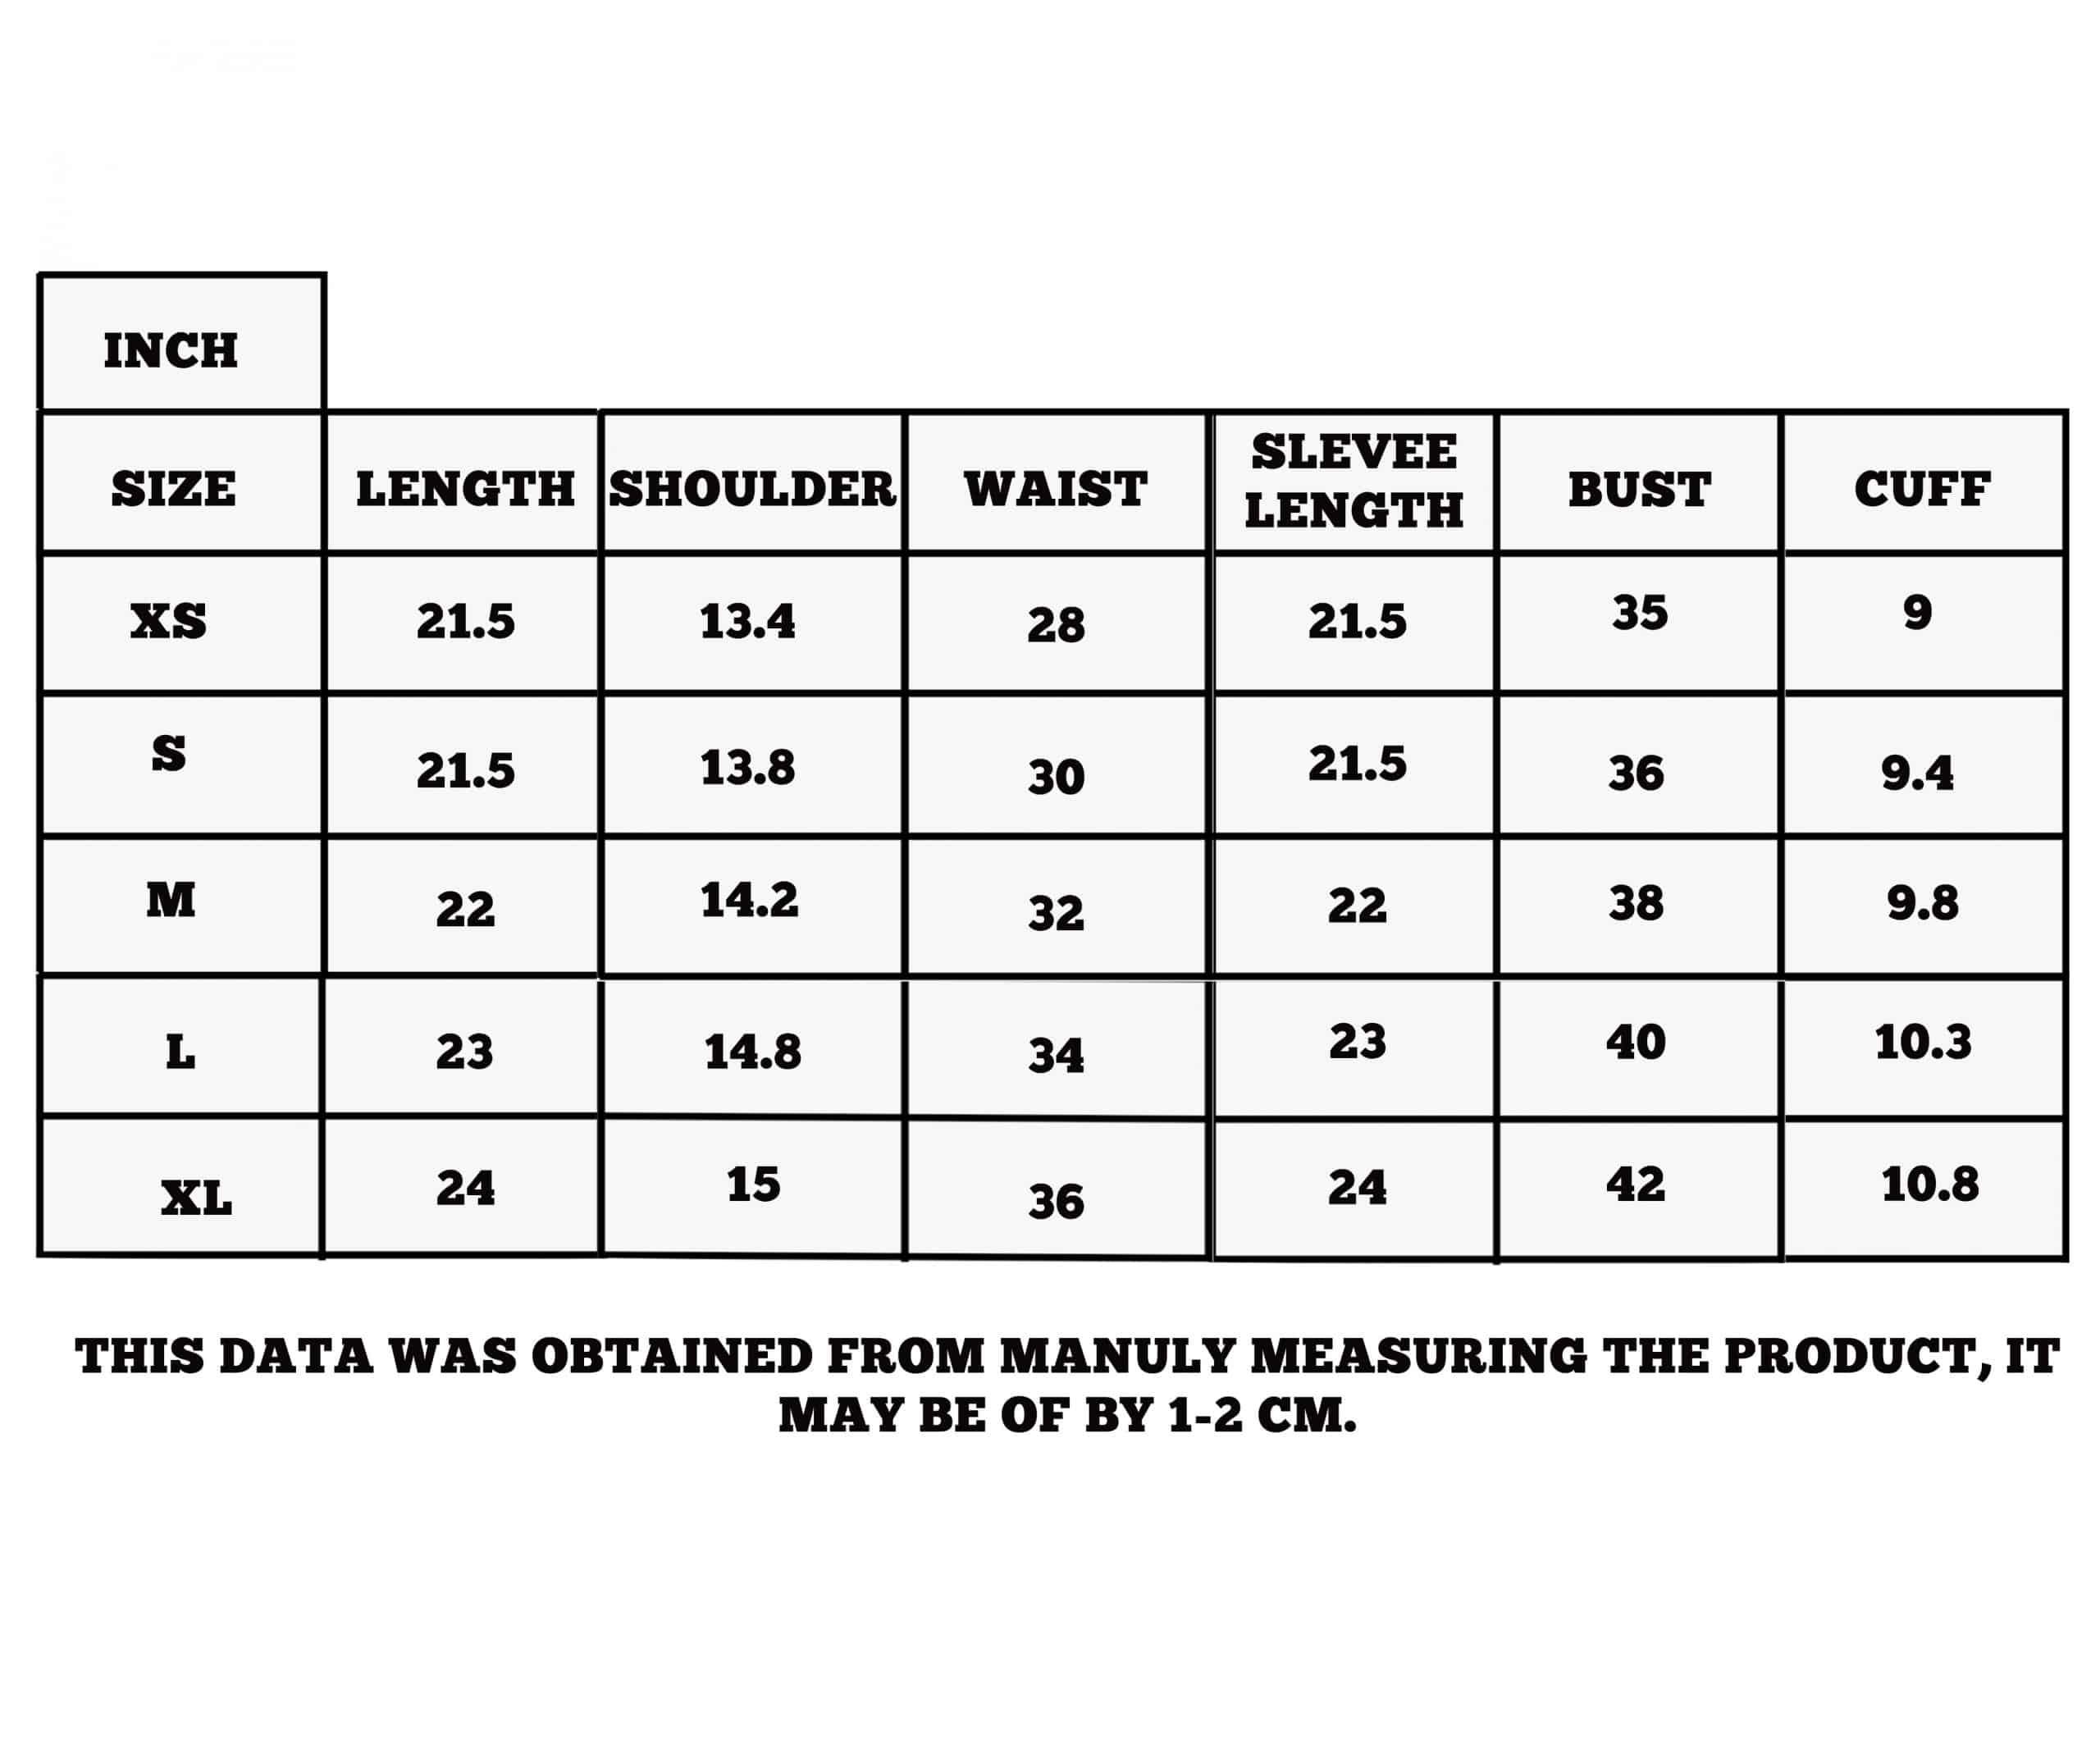 INCH
SIZE LENGTH SHOULDER WAIST SLEVEE LENGTH BUST CUFF
XS 21.5 13.4 28 21.5 35 9
S 21.5 13.8 30 21.5 36 9.4
M 22 14.2 32 22 38 9.8
L 23 14.8 34 23 40 10.3
XL 24 15 36 24 42 10.8
THIS DATA WAS OBTAINED FROM MANULY MEASURING THE PRODUCT, IT
MAY BE OF BY 1-2 CM.